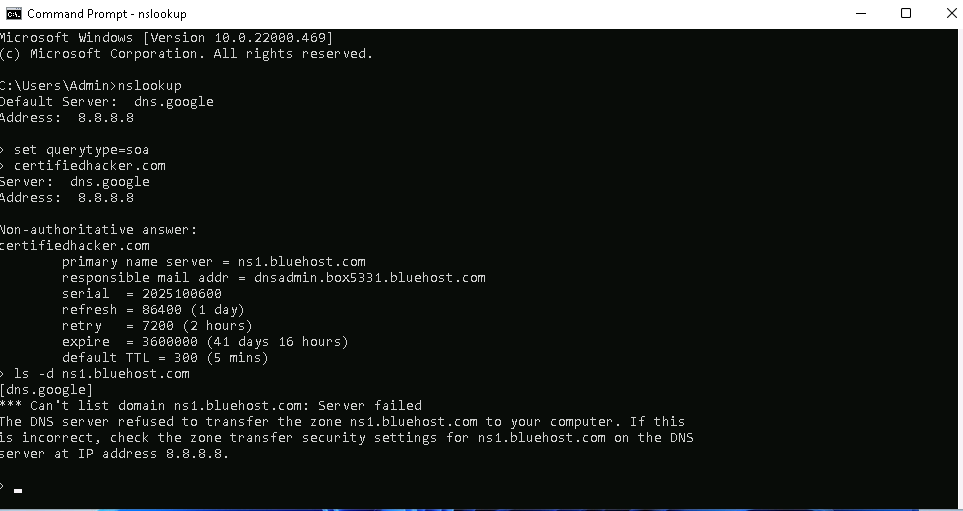 Command Prompt - nslookup
Microsoft Windows [Version 10.0.22000.469]
(c) Microsoft Corporation. All rights reserved.
C:\Users\Admin>nslookup
Default Server:  dns.google
Address:  8.8.8.8
> set querytype=soa
> certifiedhacker.com
Server:  dns.google
Address:  8.8.8.8
Non-authoritative answer:
certifiedhacker.com
        primary name server = ns1.bluehost.com
        responsible mail addr = dnsadmin.box5331.bluehost.com
        serial  = 2025100600
        refresh = 86400 (1 day)
        retry   = 7200 (2 hours)
        expire  = 3600000 (41 days 16 hours)
        default TTL = 300 (5 mins)
> ls -d ns1.bluehost.com
[dns.google]
*** Can't list domain ns1.bluehost.com: Server failed
The DNS server refused to transfer the zone ns1.bluehost.com to your computer. If this
is incorrect, check the zone transfer security settings for ns1.bluehost.com on the DNS
server at IP address 8.8.8.8.
>